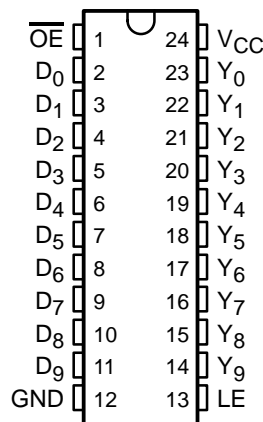 O̅E̅ 1 24 V_CC
D₀ 2 23 Y₀
D₁ 3 22 Y₁
D₂ 4 21 Y₂
D₃ 5 20 Y₃
D₄ 6 19 Y₄
D₅ 7 18 Y₅
D₆ 8 17 Y₆
D₇ 9 16 Y₇
D₈ 10 15 Y₈
D₉ 11 14 Y₉
GND 12 13 LE